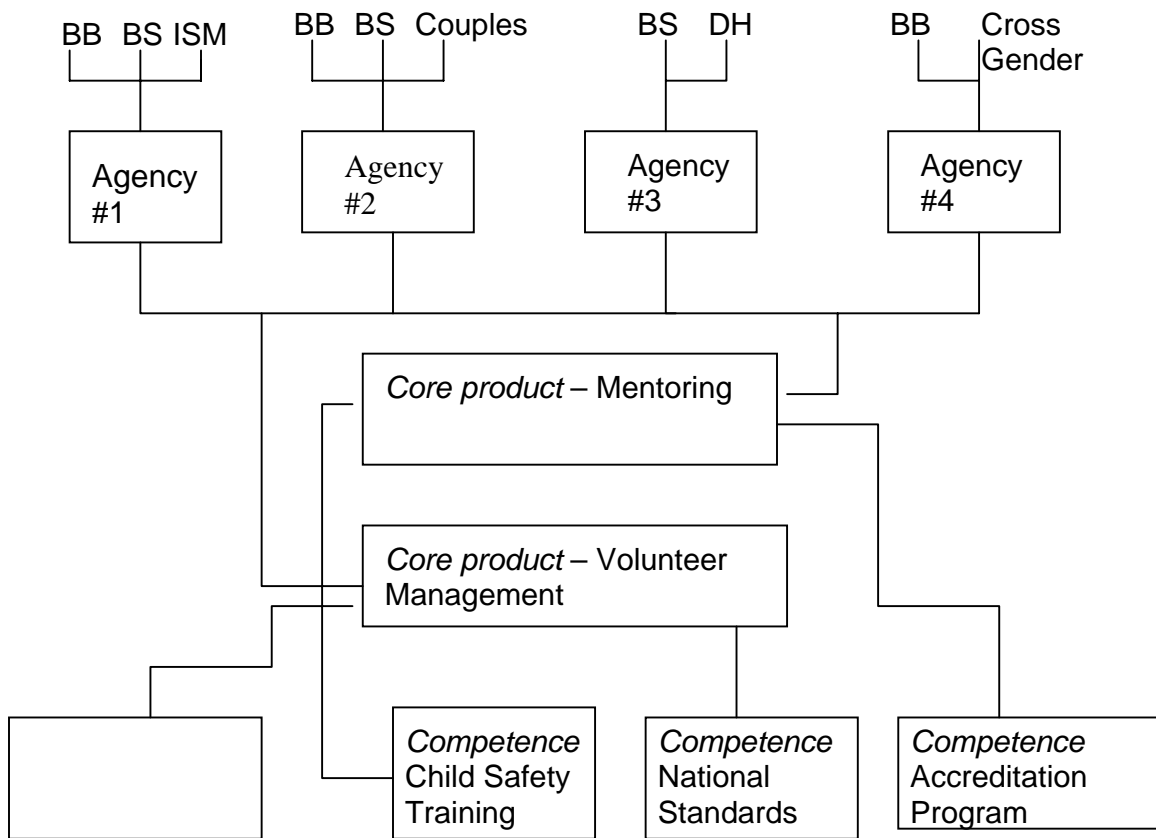 BB BS ISM
BB BS Couples
BS DH
BB Cross
Gender
Agency
#1
Agency
#2
Agency
#3
Agency
#4
Core product – Mentoring
Core product – Volunteer
Management
Competence
Child Safety
Training
Competence
National
Standards
Competence
Accreditation
Program